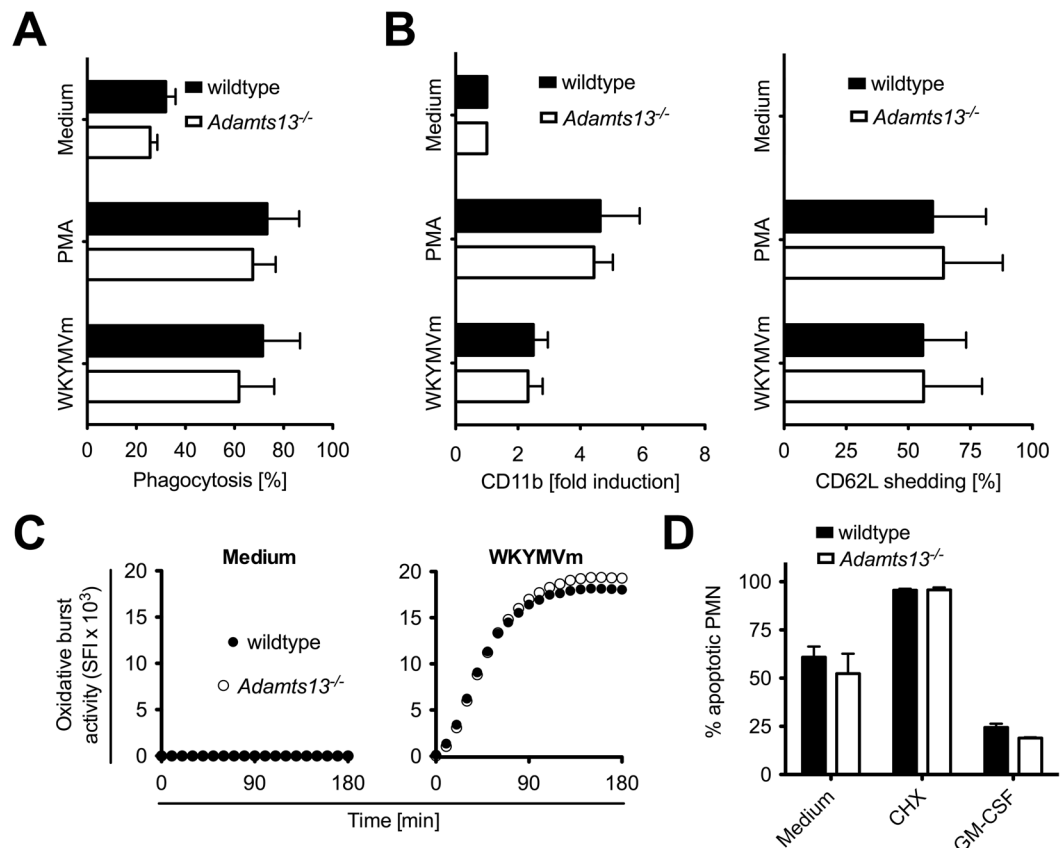 A
Medium
PMA
WKYMVm
wildtype
Adamts13-/-
0 20 40 60 80 100
Phagocytosis [%]
B
Medium
PMA
WKYMVm
wildtype
Adamts13-/-
0 2 4 6 8
CD11b [fold induction]
Medium
PMA
WKYMVm
wildtype
Adamts13-/-
0 25 50 75 100
CD62L shedding [%]
C
Oxidative burst
activity (SFI x 10³)
Medium
20
15
10
5
0
wildtype
Adamts13-/-
0 90 180
WKYMVm
20
15
10
5
0
0 90 180
Time [min]
D
wildtype
Adamts13-/-
% apoptotic PMN
100
75
50
25
0
Medium
CHX
GM-CSF